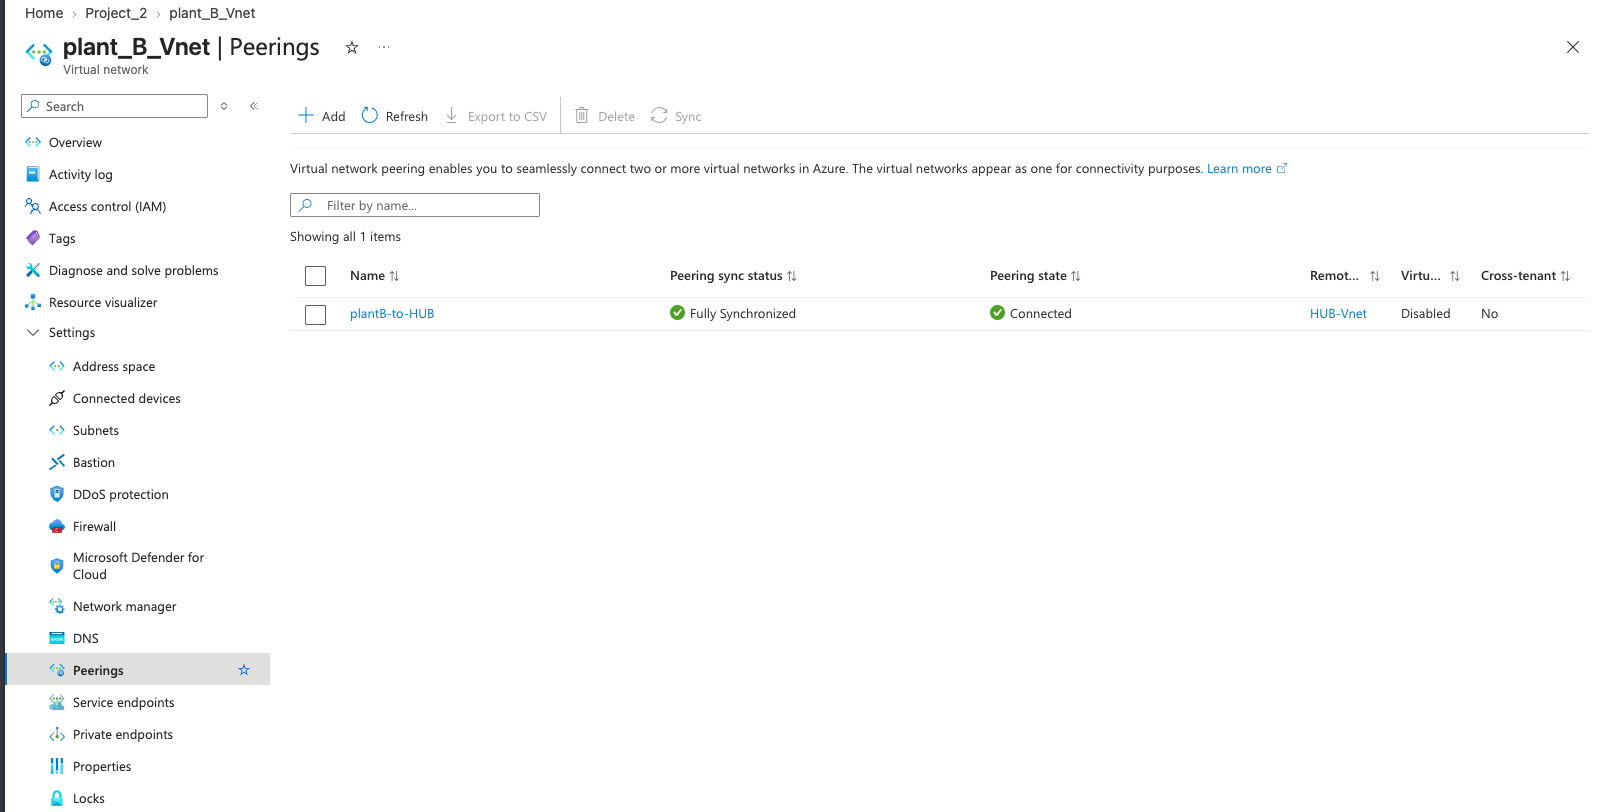 Home › Project_2 › plant_B_Vnet
plant_B_Vnet | Peerings
Virtual network
Search
Overview
Activity log
Access control (IAM)
Tags
Diagnose and solve problems
Resource visualizer
Settings
Address space
Connected devices
Subnets
Bastion
DDoS protection
Firewall
Microsoft Defender for
Cloud
Network manager
DNS
Peerings
Service endpoints
Private endpoints
Properties
Locks
Add Refresh Export to CSV Delete Sync
Virtual network peering enables you to seamlessly connect two or more virtual networks in Azure. The virtual networks appear as one for connectivity purposes. Learn more
Filter by name...
Showing all 1 items
Name Peering sync status Peering state Remot... Virtu... Cross-tenant
plantB-to-HUB Fully Synchronized Connected HUB-Vnet Disabled No